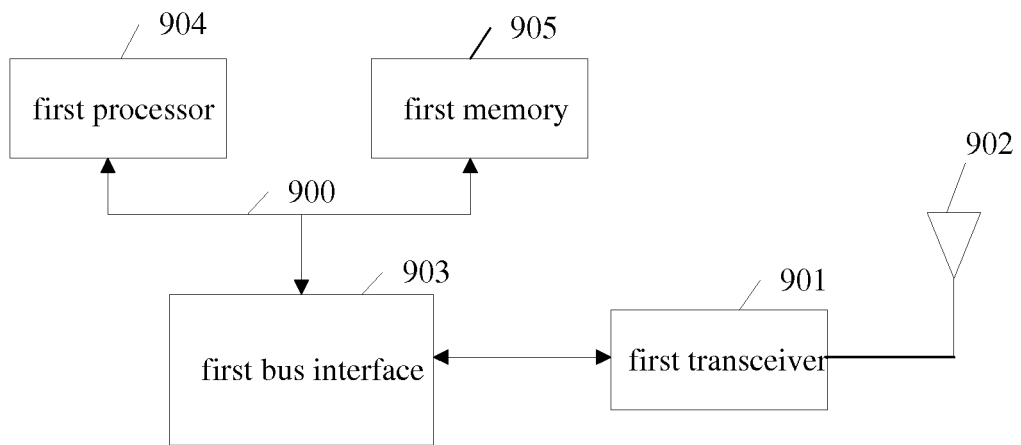 904
905
first processor
first memory
902
900
903
901
first bus interface
first transceiver